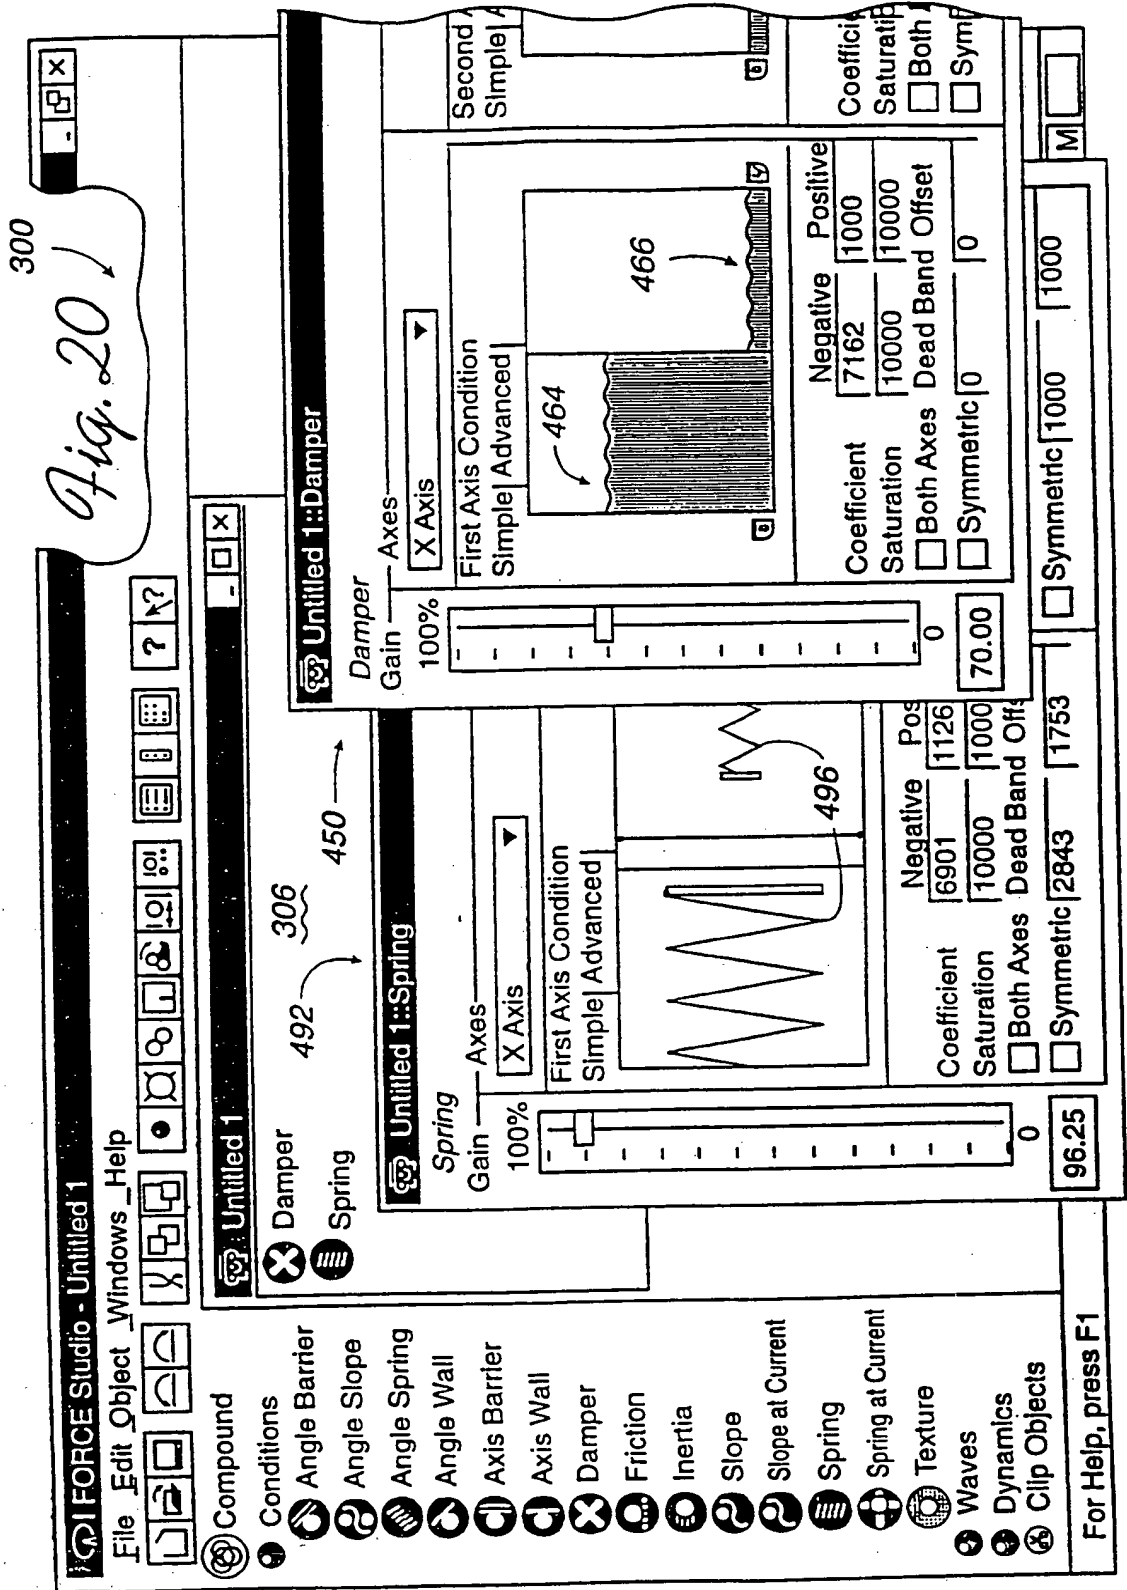 300
Fig. 20
I FORCE Studio - Untitled 1
File Edit Object Windows Help
Compound
Conditions
Angle Barrier
Angle Slope
Angle Spring
Angle Wall
Axis Barrier
Axis Wall
Damper
Friction
Inertia
Slope
Slope at Current
Spring
Spring at Current
Texture
Waves
Dynamics
Clip Objects
For Help, press F1
M
Untitled 1
Damper
Spring
306
492
450
Untitled 1::Spring
Spring
Gain
100%
0
96.25
Axes
X Axis
First Axis Condition
Simple Advanced
496
Negative Pos
Coefficient 6901 1126
Saturation 10000 1000
Both Axes Dead Band Offs
Symmetric 2843 1753
Symmetric 1000 1000
Untitled 1::Damper
Damper
Gain
100%
0
70.00
Axes
X Axis
First Axis Condition
Simple Advanced
464
466
Negative Positive
Coefficient 7162 1000
Saturation 10000 10000
Both Axes Dead Band Offset
Symmetric 0 0
Second A
Simple A
Coeffici
Saturati
Both
Sym